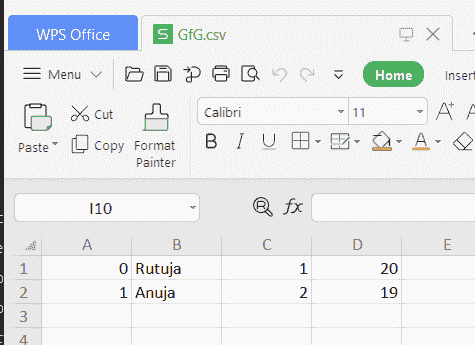 WPS Office
S GfG.csv
Menu
Home
Insert
Cut
Paste
Copy
Format
Painter
Calibri
11
A+
A
B I U
A
I10
fx
A B C D E
1 0 Rutuja 1 20
2 1 Anuja 2 19
3
4